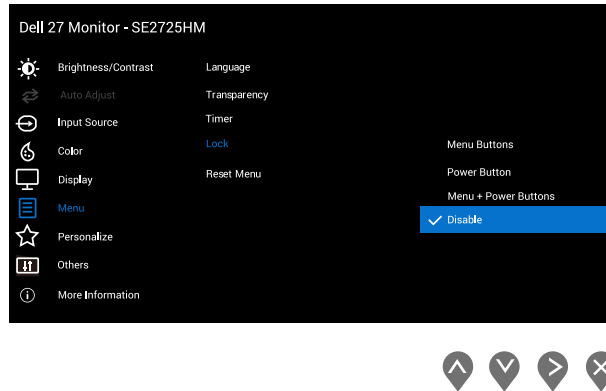 Dell 27 Monitor - SE2725HM
Brightness/Contrast
Auto Adjust
Input Source
Color
Display
Menu
Personalize
Others
More Information
Language
Transparency
Timer
Lock
Reset Menu
Menu Buttons
Power Button
Menu + Power Buttons
Disable